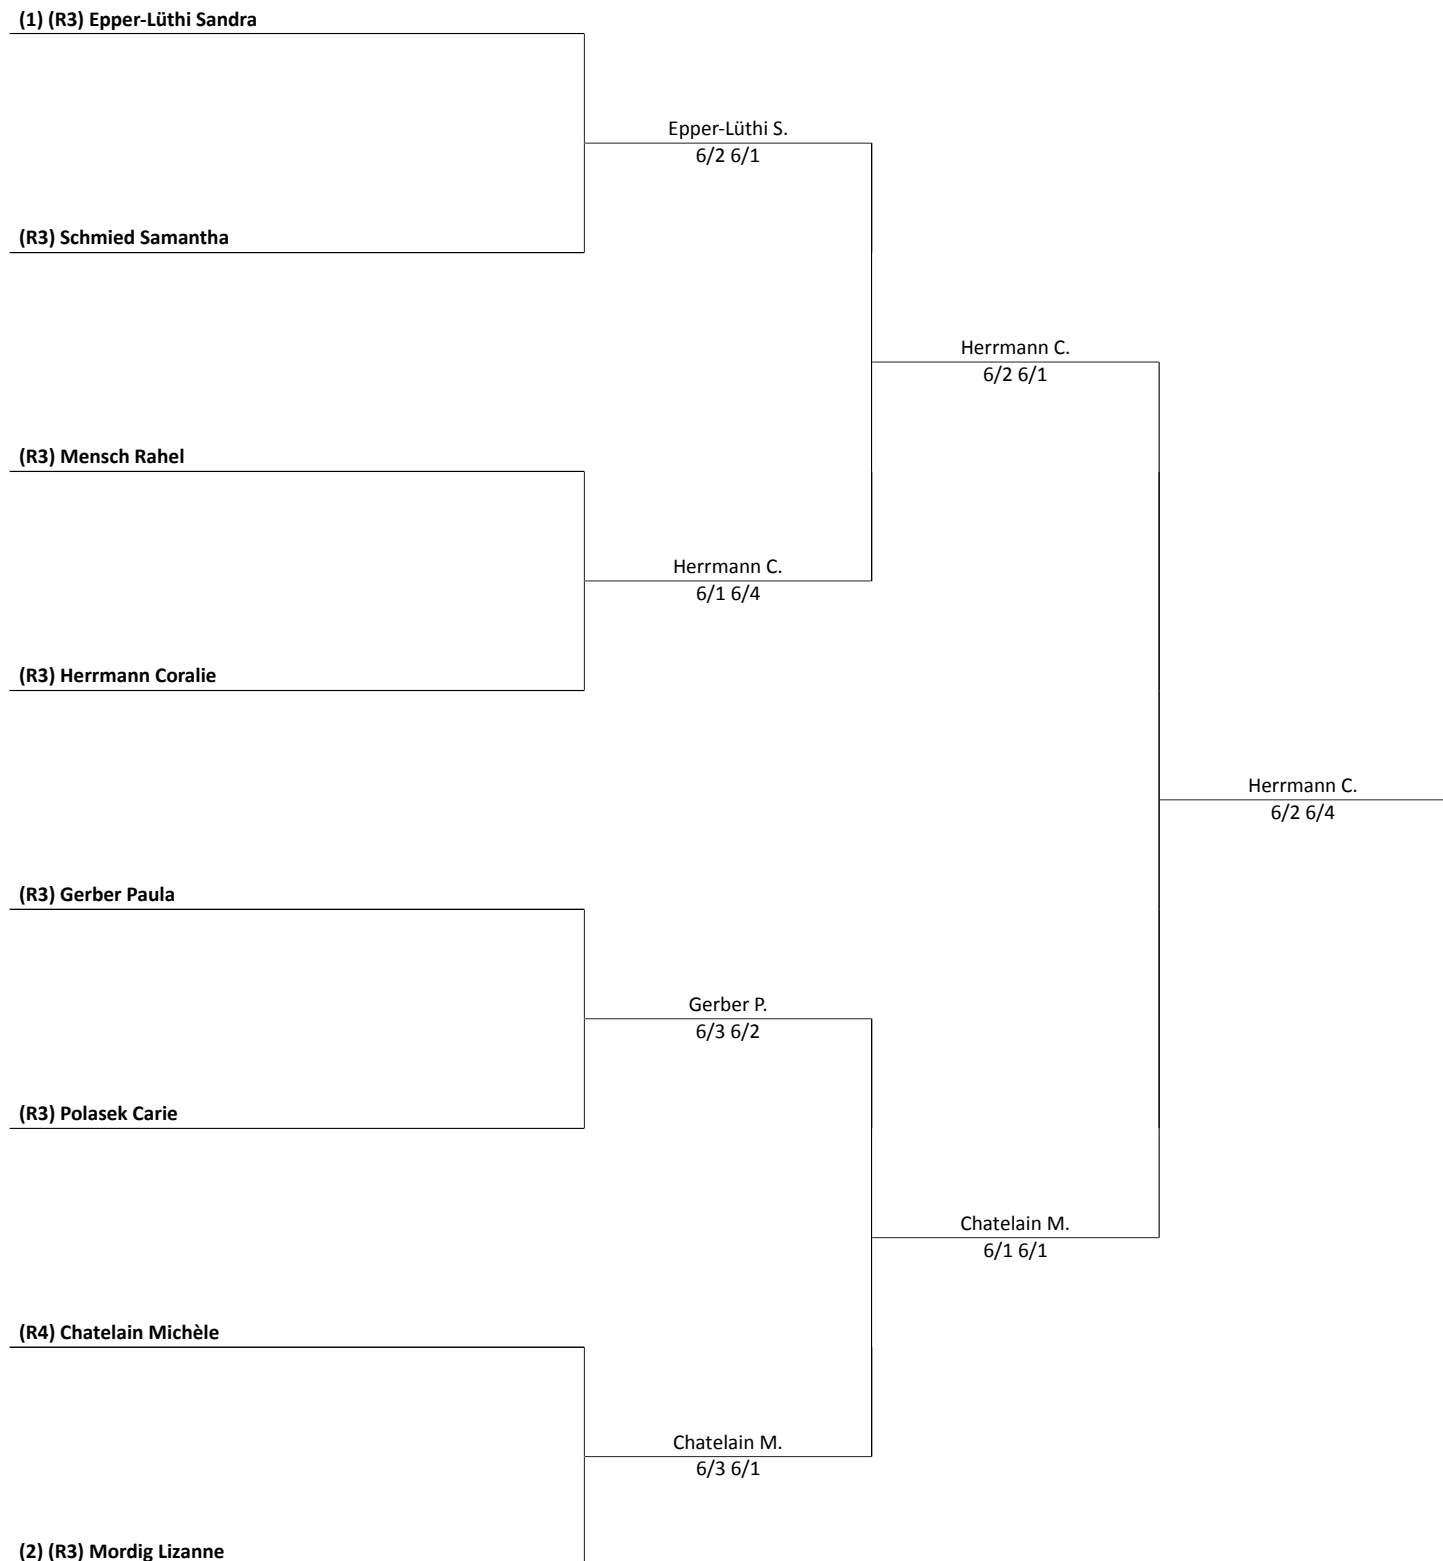 (1) (R3) Epper-Lüthi Sandra
Epper-Lüthi S.
6/2 6/1
(R3) Schmied Samantha
Herrmann C.
6/2 6/1
(R3) Mensch Rahel
Herrmann C.
6/1 6/4
(R3) Herrmann Coralie
Herrmann C.
6/2 6/4
(R3) Gerber Paula
Gerber P.
6/3 6/2
(R3) Polasek Carie
Chatelain M.
6/1 6/1
(R4) Chatelain Michèle
Chatelain M.
6/3 6/1
(2) (R3) Mordig Lizanne